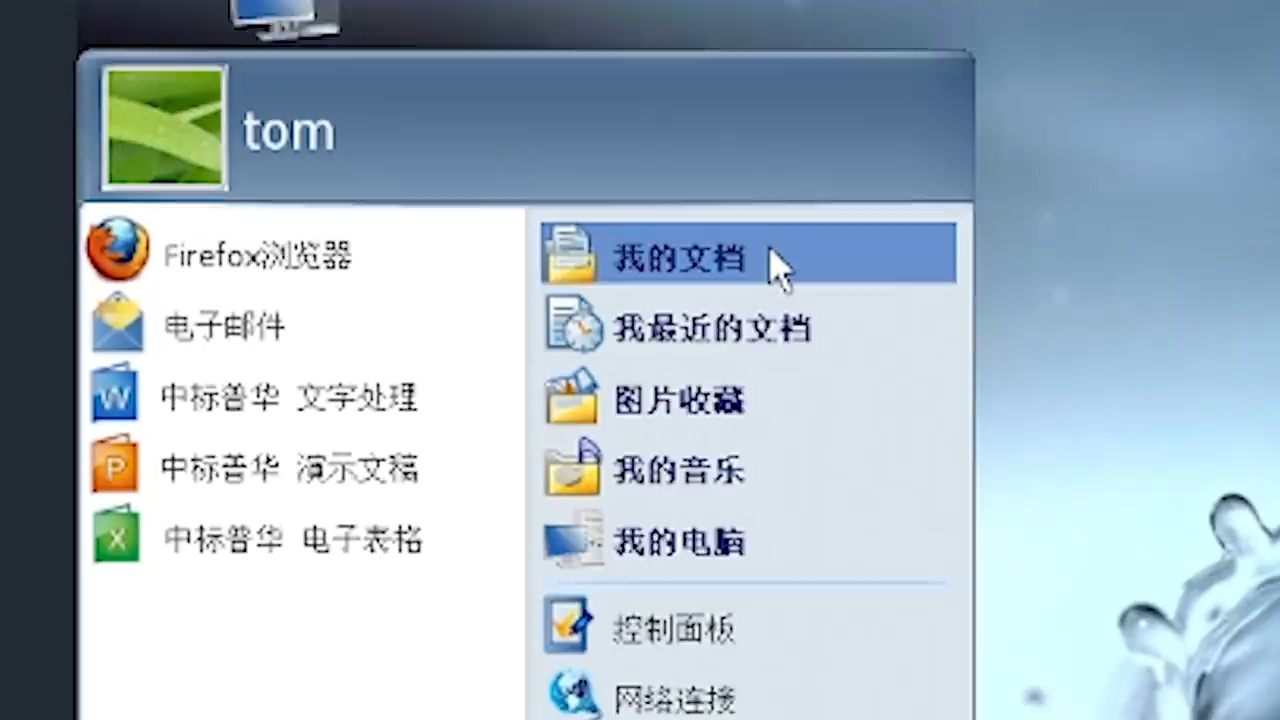 tom
Firefox浏览器
电子邮件
中标普华 文字处理
中标普华 演示文稿
中标普华 电子表格
我的文档
我最近的文档
图片收藏
我的音乐
我的电脑
控制面板
网络连接